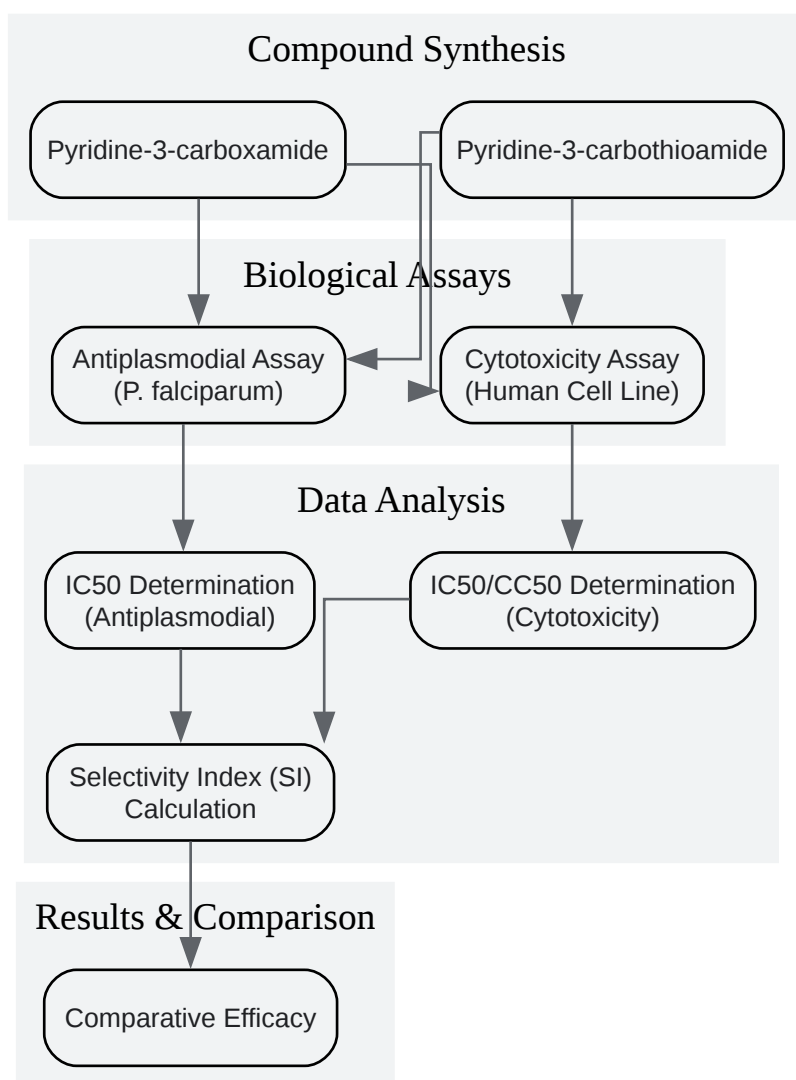 Compound Synthesis
Pyridine-3-carboxamide
Pyridine-3-carbothioamide
Biological Assays
Antiplasmodial Assay
(P. falciparum)
Cytotoxicity Assay
(Human Cell Line)
Data Analysis
IC50 Determination
(Antiplasmodial)
IC50/CC50 Determination
(Cytotoxicity)
Selectivity Index (SI)
Calculation
Results & Comparison
Comparative Efficacy